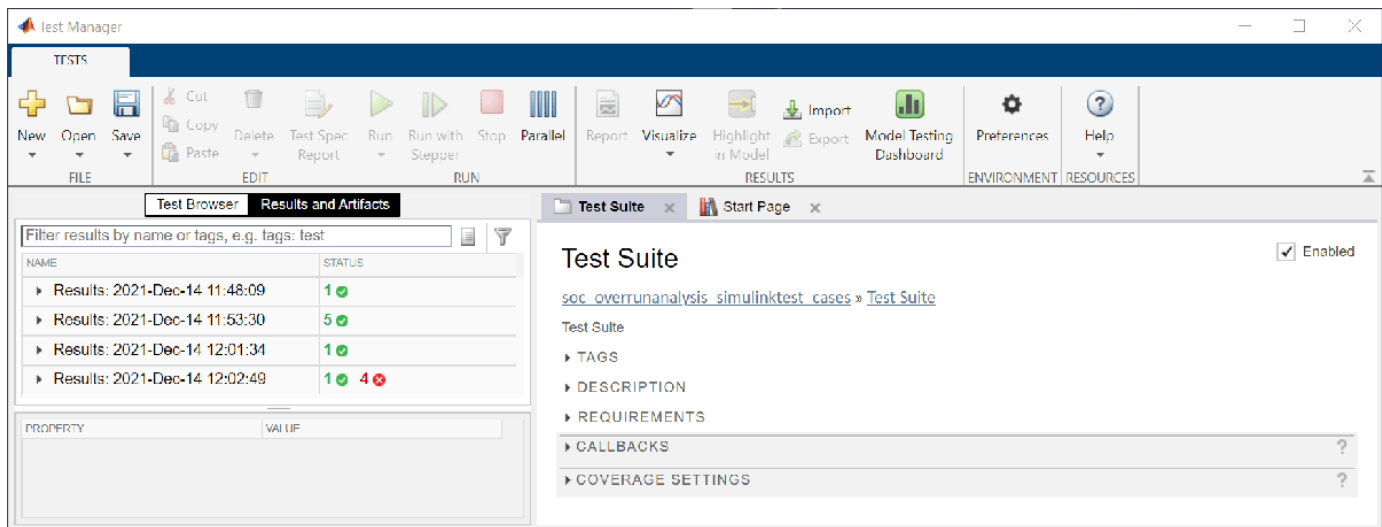 Test Manager
TESTS
New Open Save Cut Copy Paste Delete Test Spec Report Run Run with Stepper Stop Parallel Report Visualize Highlight in Model Import Export Model Testing Dashboard Preferences Help
FILE EDIT RUN RESULTS ENVIRONMENT RESOURCES
Test Browser Results and Artifacts
Filter results by name or tags, e.g. tags: test
NAME STATUS
Results: 2021-Dec-14 11:48:09 1
Results: 2021-Dec-14 11:53:30 5
Results: 2021-Dec-14 12:01:34 1
Results: 2021-Dec-14 12:02:49 1 4
PROPERTY VALUE
Test Suite Start Page
Test Suite Enabled
soc_overrunanalysis_simulinktest_cases » Test Suite
Test Suite
TAGS
DESCRIPTION
REQUIREMENTS
CALLBACKS ?
COVERAGE SETTINGS ?